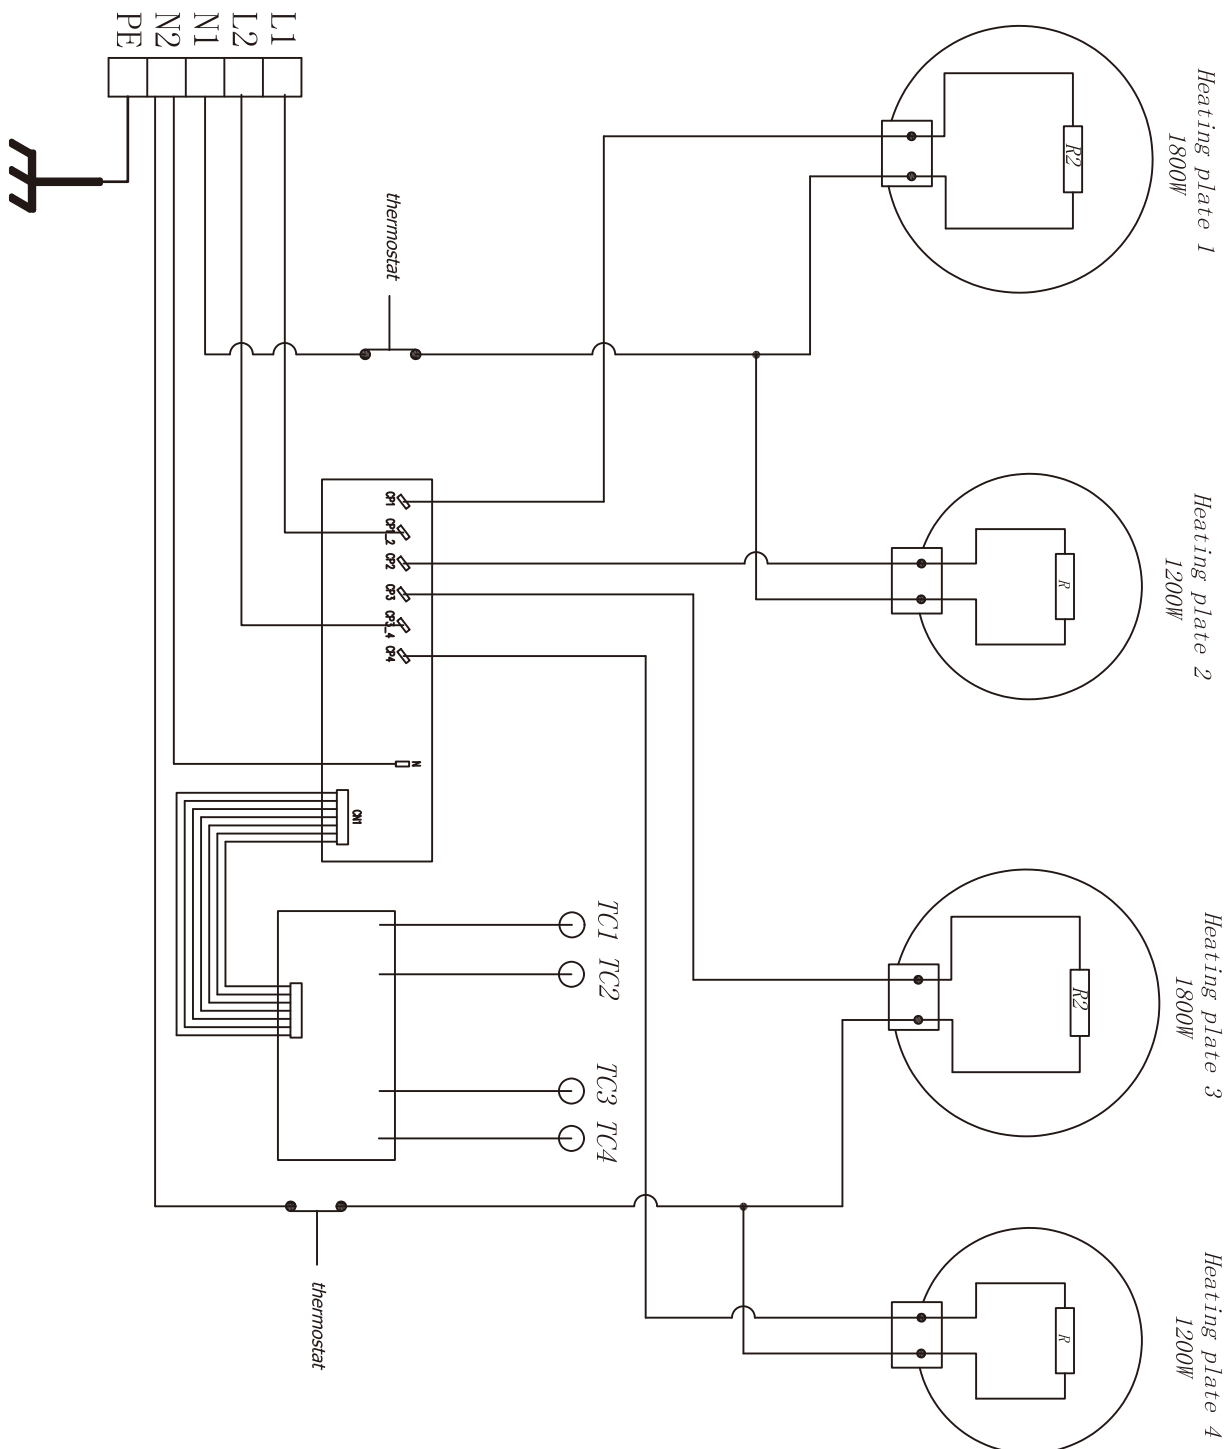 L1
L2
N1
N2
PE
Heating plate 1
1800W
R2
thermostat
Heating plate 2
1200W
R
CP1
CP1_2
CP2
CP3
CP3_4
CP4
N
CN1
Heating plate 3
1800W
R2
TC1 TC2
TC3 TC4
thermostat
Heating plate 4
1200W
R